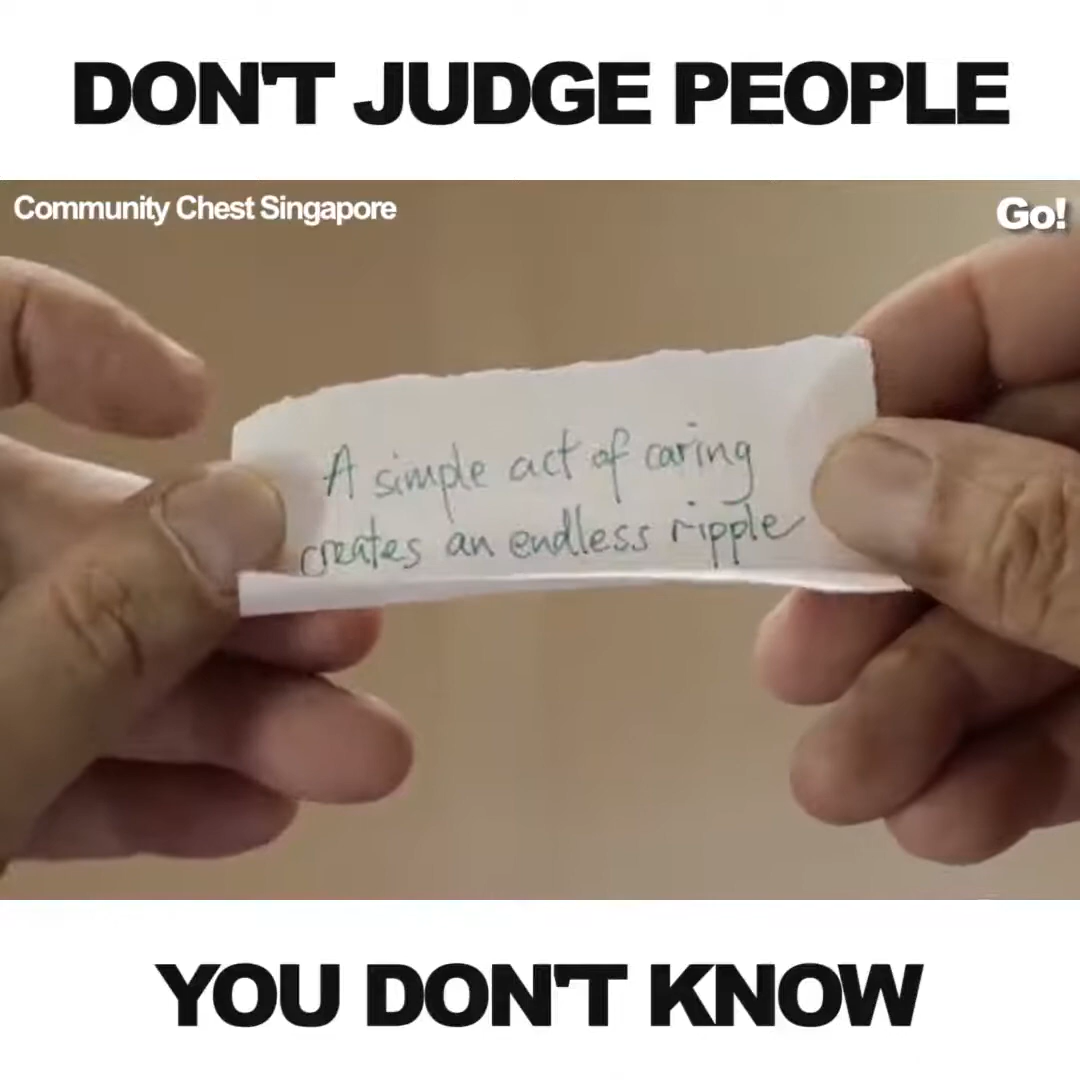 DON'T JUDGE PEOPLE
Community Chest Singapore
Go!
A simple act of caring
creates an endless ripple
YOU DON'T KNOW